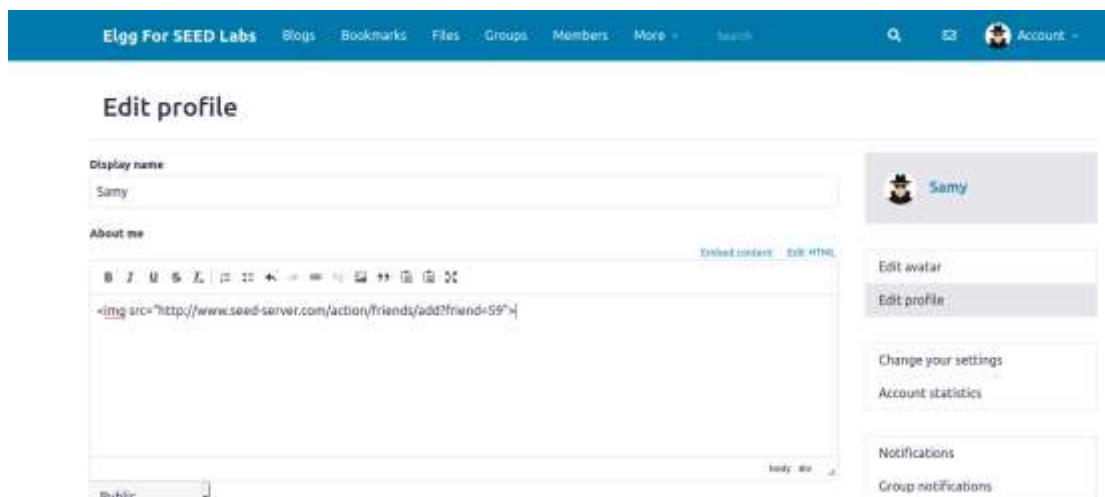 Elgg For SEED Labs Blogs Bookmarks Files Groups Members More Search Account
Edit profile
Display name
Samy
Samy
About me
Embed content Edit HTML
B I U S
<img src="http://www.seed-server.com/action/friends/add?friend=59">
Edit avatar
Edit profile
Change your settings
Account statistics
body div
Notifications
Public
Group notifications